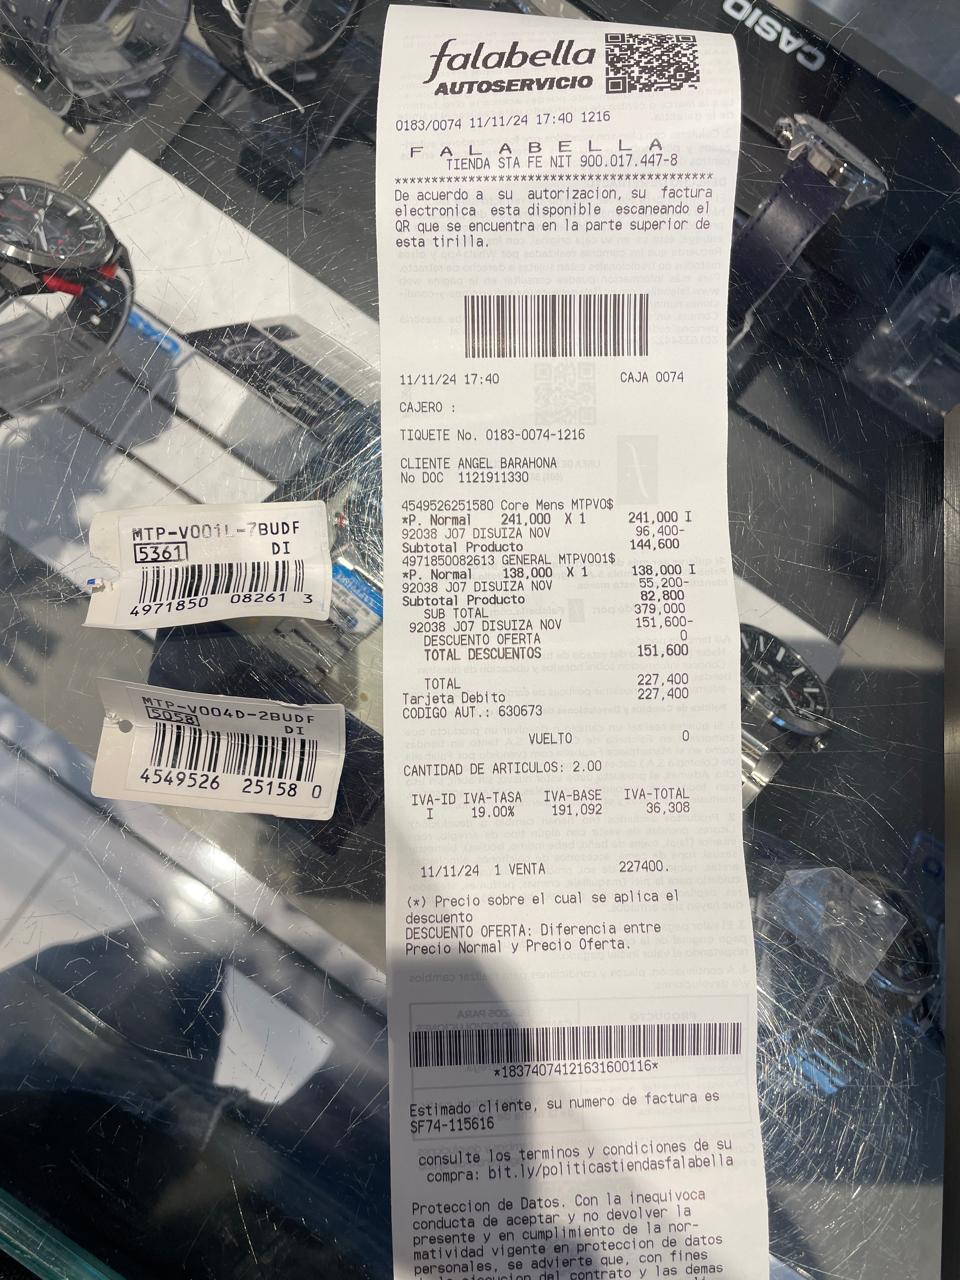 CASIO
falabella
AUTOSERVICIO
0183/0074 11/11/24 17:40 1216
F A L A B E L L A
TIENDA STA FE NIT 900.017.447-8
******************************************
De acuerdo a su autorizacion, su factura
electronica esta disponible escaneando el
QR que se encuentra en la parte superior de
esta tirilla.
11/11/24 17:40 CAJA 0074
CAJERO :
TIQUETE No. 0183-0074-1216
CLIENTE ANGEL BARAHONA
No DOC 1121911330
4549526251580 Core Mens MTPV0$
*P. Normal 241,000 X 1 241,000 I
92038 J07 DISUIZA NOV 96,400-
Subtotal Producto 144,600
4971850082613 GENERAL MTPV001$
*P. Normal 138,000 X 1 138,000 I
92038 J07 DISUIZA NOV 55,200-
Subtotal Producto 82,800
SUB TOTAL 379,000
92038 J07 DISUIZA NOV 151,600-
DESCUENTO OFERTA 0
TOTAL DESCUENTOS 151,600
TOTAL 227,400
Tarjeta Debito 227,400
CODIGO AUT.: 630673
VUELTO 0
CANTIDAD DE ARTICULOS: 2.00
IVA-ID IVA-TASA IVA-BASE IVA-TOTAL
I 19.00% 191,092 36,308
11/11/24 1 VENTA 227400.
(*) Precio sobre el cual se aplica el
descuento
DESCUENTO OFERTA: Diferencia entre
Precio Normal y Precio Oferta.
*18374074121631600116*
Estimado cliente, su numero de factura es
SF74-115616
consulte los terminos y condiciones de su
compra: bit.ly/politicastiendasfalabella
Proteccion de Datos. Con la inequivoca
conducta de aceptar y no devolver la
presente y en cumplimiento de la nor-
matividad vigente en proteccion de datos
personales, se advierte que, con fines
ejecucion del contrato y las demas
MTP-V001L-7BUDF
5361 DI
4971850 08261 3
MTP-V004D-2BUDF
5058 DI
4549526 25158 0